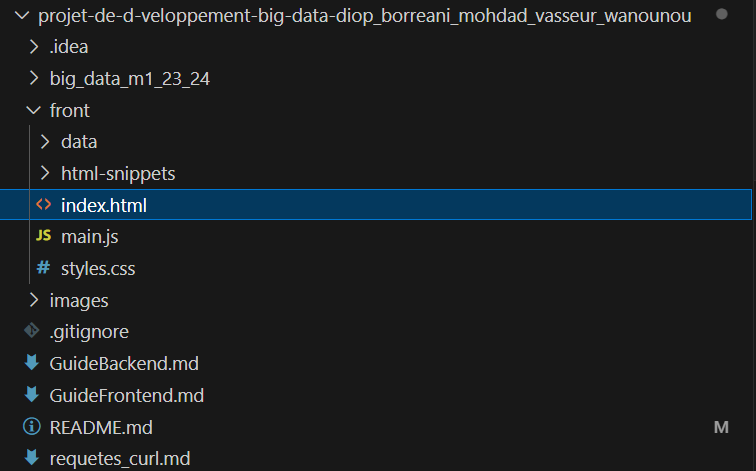 projet-de-d-veloppement-big-data-diop_borreani_mohdad_vasseur_wanounou
.idea
big_data_m1_23_24
front
data
html-snippets
<> index.html
JS main.js
# styles.css
images
.gitignore
GuideBackend.md
GuideFrontend.md
README.md M
requetes_curl.md